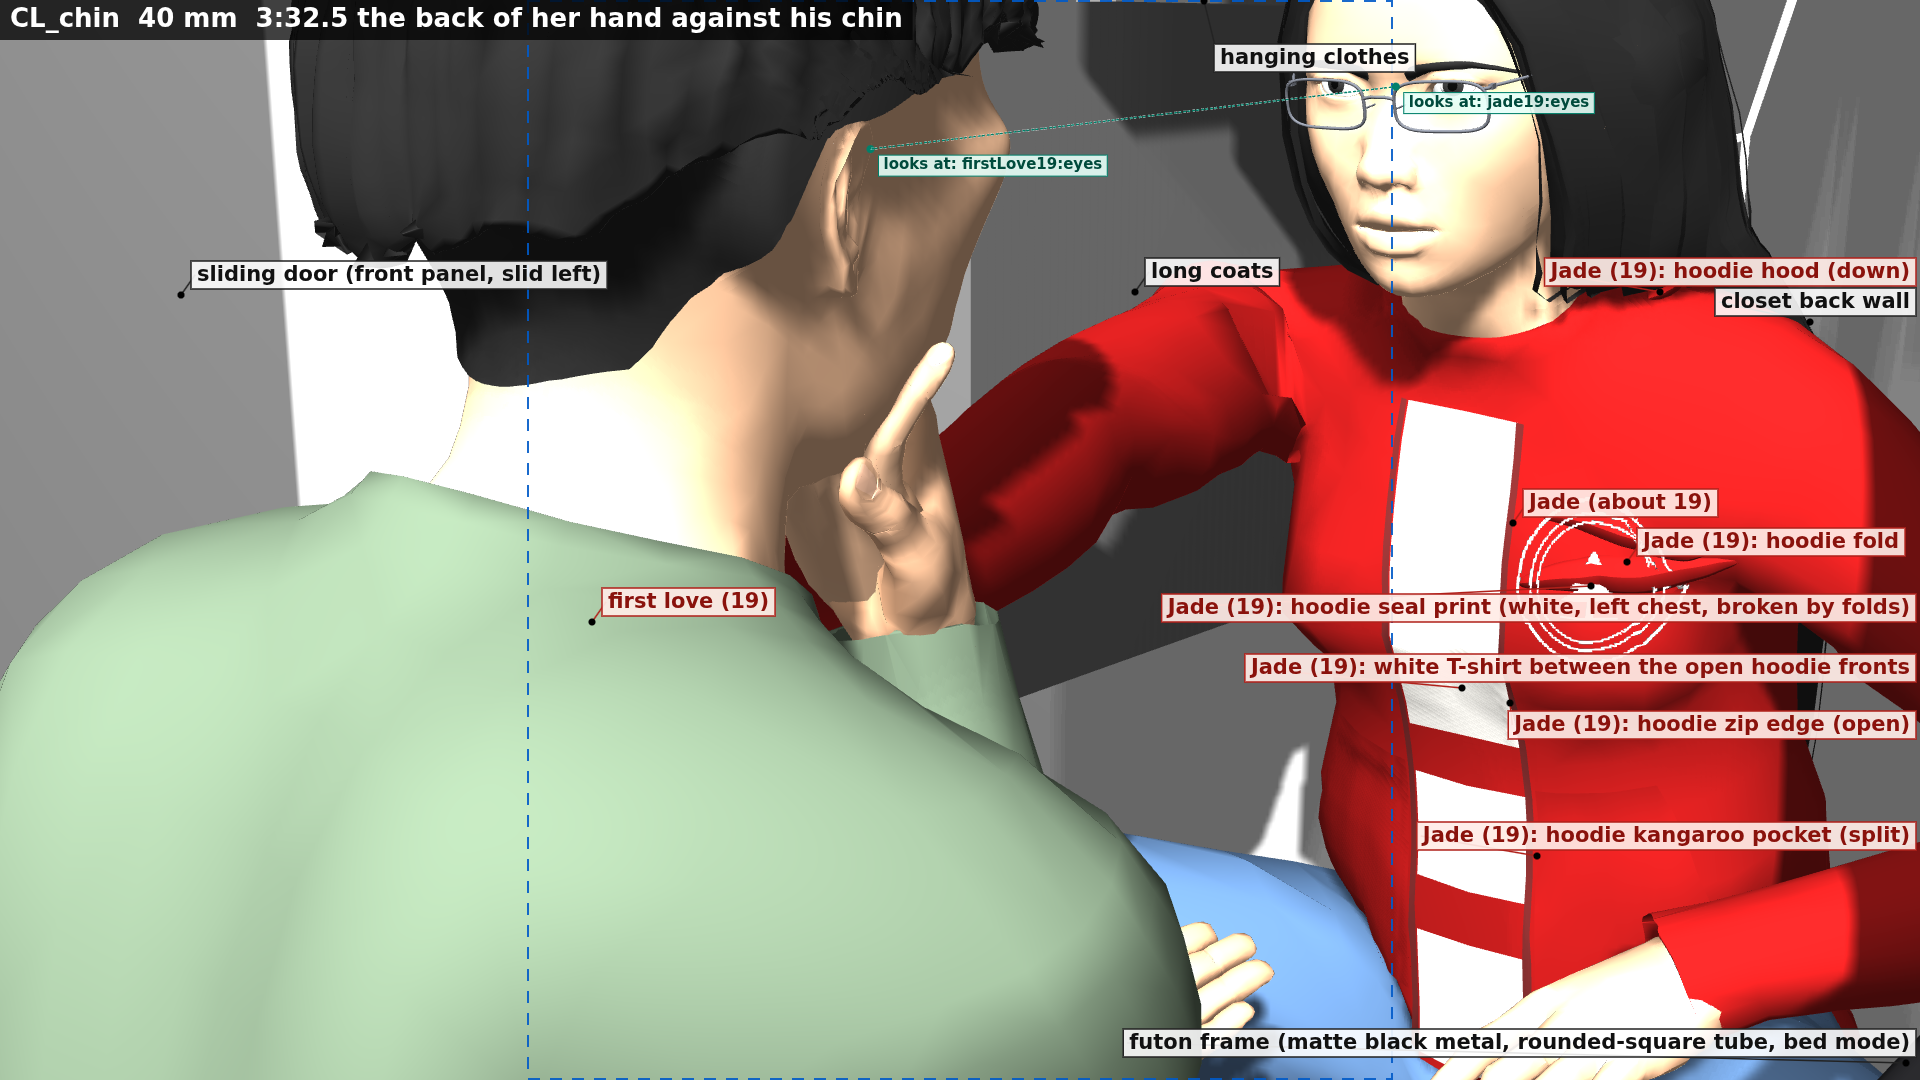 CL_chin  40 mm  3:32.5 the back of her hand against his chin
hanging clothes
looks at: jade19:eyes
looks at: firstLove19:eyes
sliding door (front panel, slid left)
long coats
Jade (19): hoodie hood (down)
closet back wall
Jade (about 19)
Jade (19): hoodie fold
first love (19)
Jade (19): hoodie seal print (white, left chest, broken by folds)
Jade (19): white T-shirt between the open hoodie fronts
Jade (19): hoodie zip edge (open)
Jade (19): hoodie kangaroo pocket (split)
futon frame (matte black metal, rounded-square tube, bed mode)